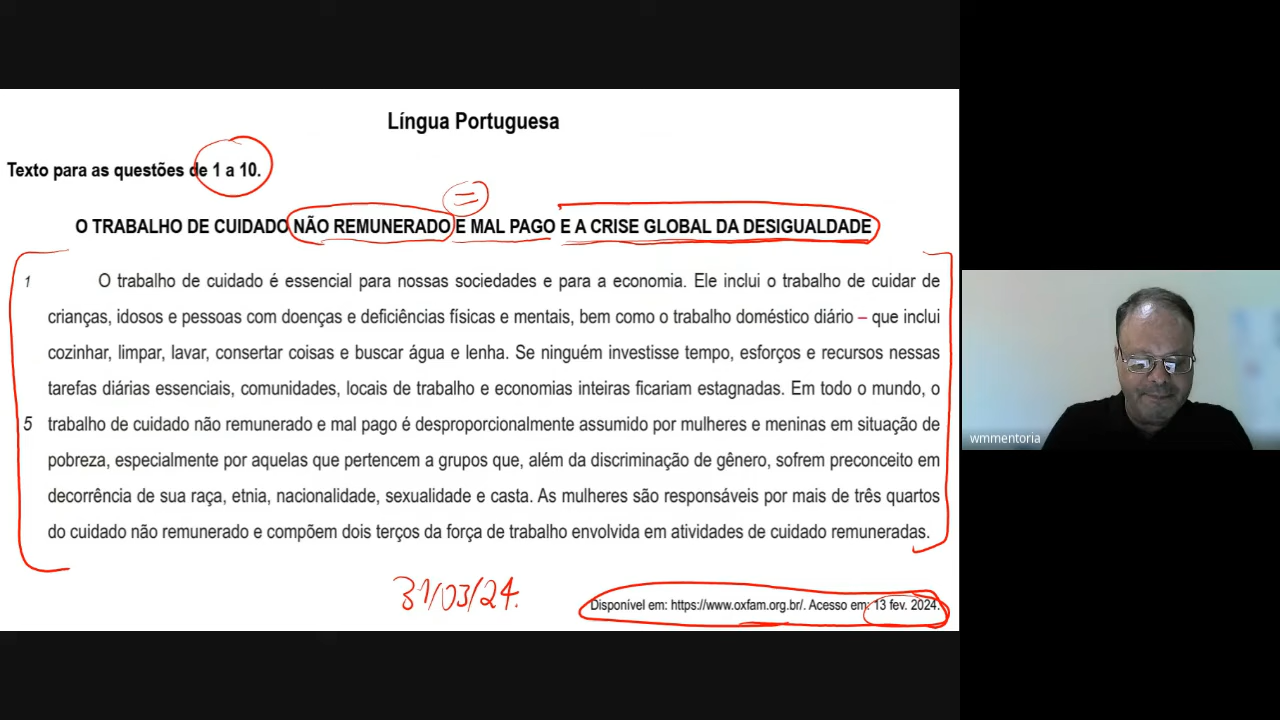 Língua Portuguesa
Texto para as questões de 1 a 10.
=
O TRABALHO DE CUIDADO NÃO REMUNERADO E MAL PAGO E A CRISE GLOBAL DA DESIGUALDADE
1 O trabalho de cuidado é essencial para nossas sociedades e para a economia. Ele inclui o trabalho de cuidar de
crianças, idosos e pessoas com doenças e deficiências físicas e mentais, bem como o trabalho doméstico diário – que inclui
cozinhar, limpar, lavar, consertar coisas e buscar água e lenha. Se ninguém investisse tempo, esforços e recursos nessas
tarefas diárias essenciais, comunidades, locais de trabalho e economias inteiras ficariam estagnadas. Em todo o mundo, o
5 trabalho de cuidado não remunerado e mal pago é desproporcionalmente assumido por mulheres e meninas em situação de
pobreza, especialmente por aquelas que pertencem a grupos que, além da discriminação de gênero, sofrem preconceito em
decorrência de sua raça, etnia, nacionalidade, sexualidade e casta. As mulheres são responsáveis por mais de três quartos
do cuidado não remunerado e compõem dois terços da força de trabalho envolvida em atividades de cuidado remuneradas.
31/03/24.
Disponível em: https://www.oxfam.org.br/. Acesso em: 13 fev. 2024.
wmmentoria